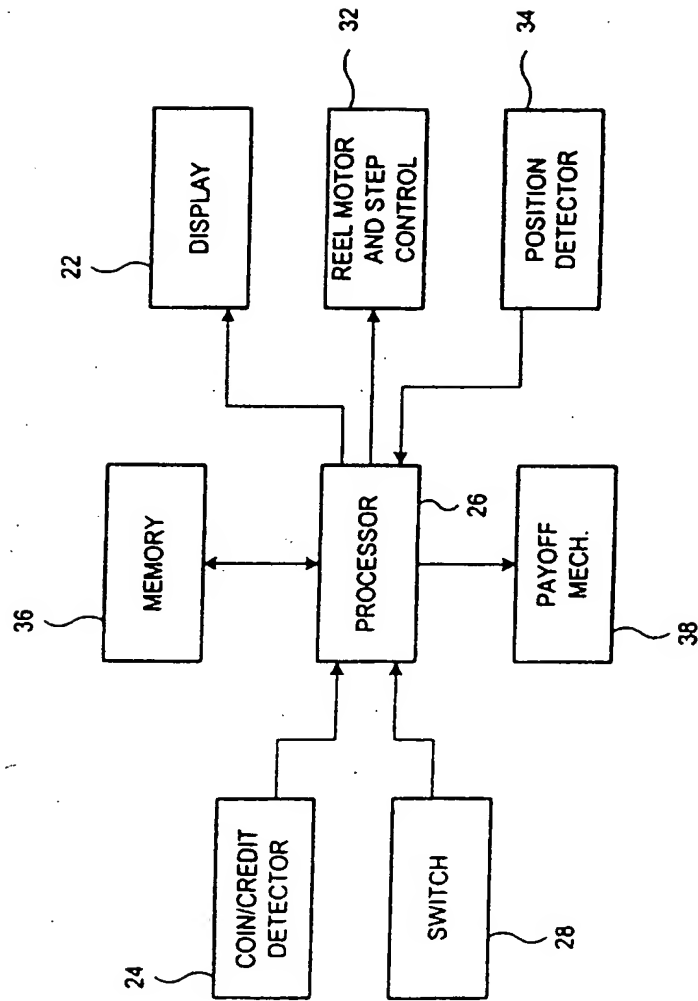 22
DISPLAY
32
REEL MOTOR
AND STEP
CONTROL
34
POSITION
DETECTOR
36
MEMORY
PROCESSOR
26
PAYOFF
MECH.
38
24
COIN/CREDIT
DETECTOR
SWITCH
28